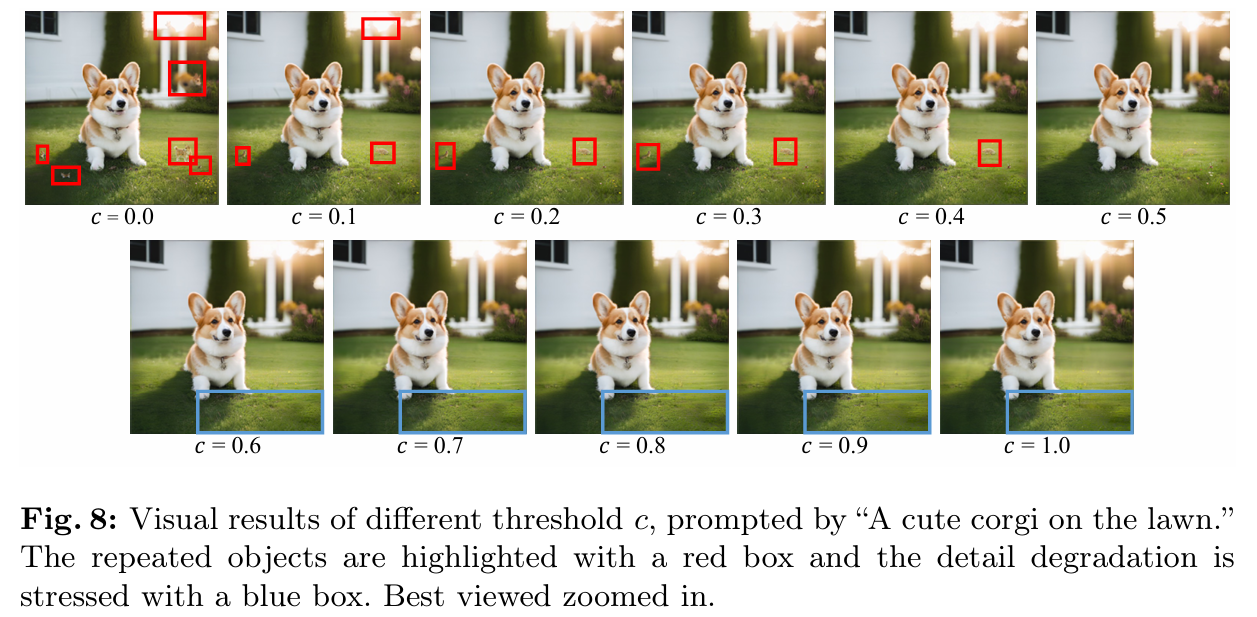 c = 0.0 c = 0.1 c = 0.2 c = 0.3 c = 0.4 c = 0.5
c = 0.6 c = 0.7 c = 0.8 c = 0.9 c = 1.0
Fig. 8: Visual results of different threshold c, prompted by “A cute corgi on the lawn.”
The repeated objects are highlighted with a red box and the detail degradation is
stressed with a blue box. Best viewed zoomed in.